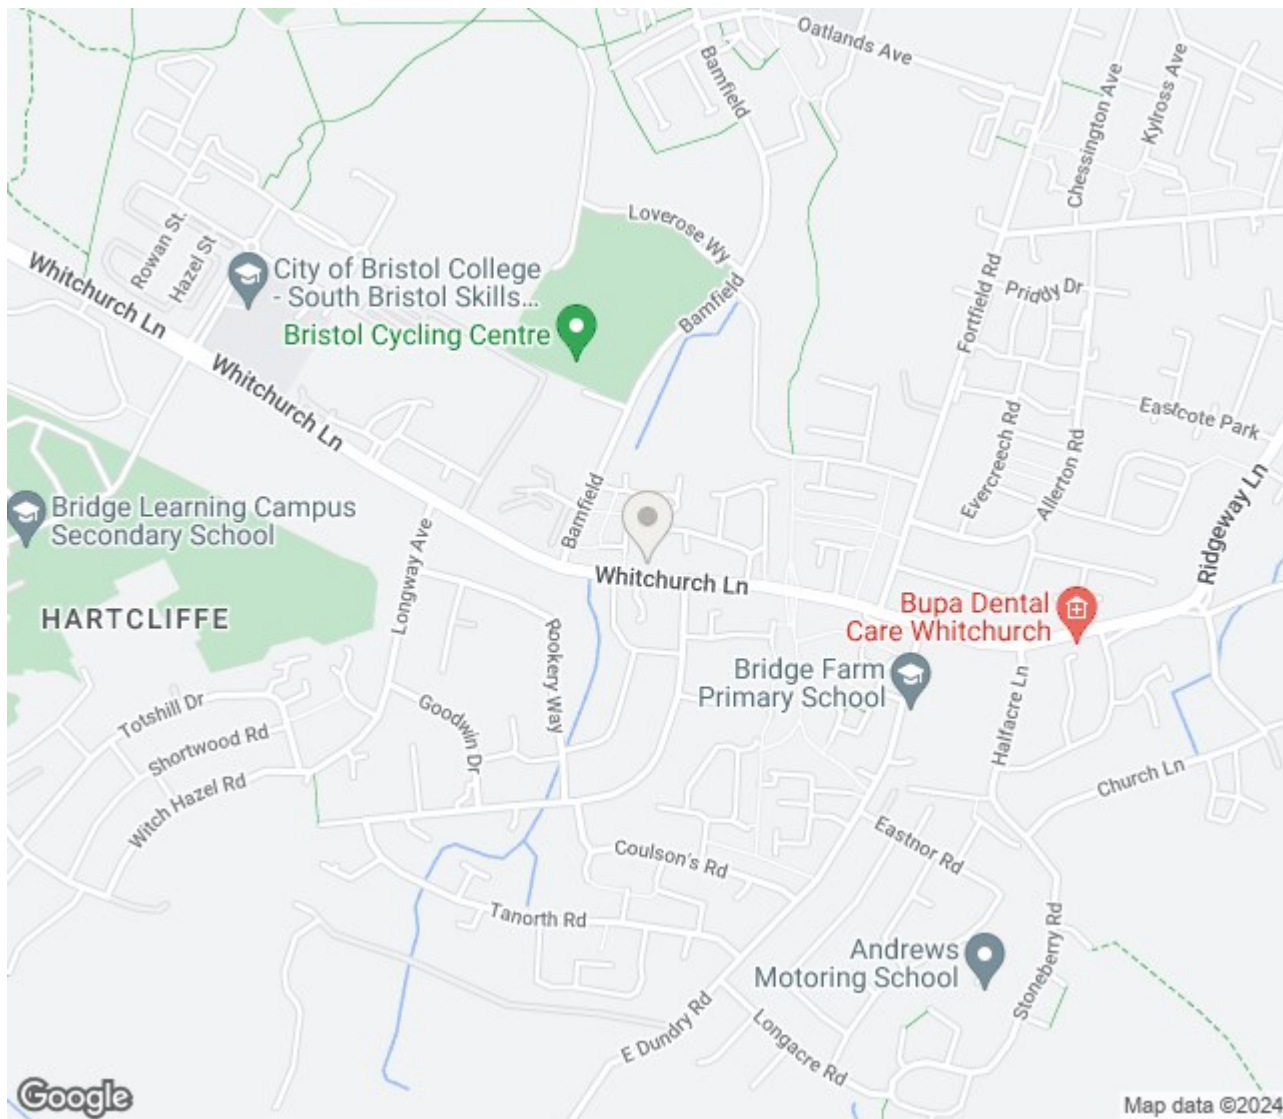 Oatlands Ave
Bamfield
Kylross Ave
Chessington Ave
Loverose Wy
Rowan St.
Hazel St
Whitchurch Ln
City of Bristol College
- South Bristol Skills...
Bamfield
Fortfield Rd
Priddy Dr
Bristol Cycling Centre
Whitchurch Ln
Eastcote Park
Evercreech Rd
Allerton Rd
Ridgeway Ln
Bridge Learning Campus
Secondary School
Bamfield
Longway Ave
Whitchurch Ln
Bupa Dental
Care Whitchurch
HARTCLIFFE
Rookery Way
Bridge Farm
Primary School
Halfacre Ln
Totshill Dr
Goodwin Dr
Shortwood Rd
Witch Hazel Rd
Church Ln
Coulson's Rd
Eastnor Rd
Tanorth Rd
Andrews
Motoring School
Stoneberry Rd
E Dundry Rd
Longacre Rd
Google
Map data ©2024